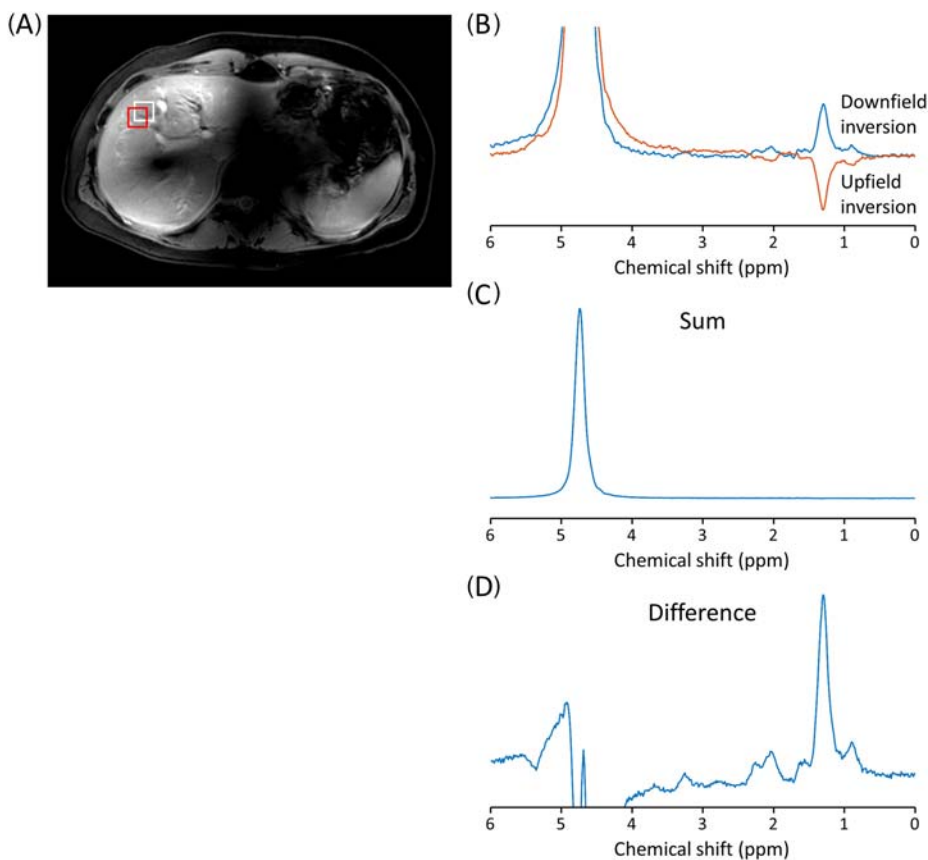 (A)
(B)
Downfield
inversion
Upfield
inversion
6 5 4 3 2 1 0
Chemical shift (ppm)
(C)
Sum
6 5 4 3 2 1 0
Chemical shift (ppm)
(D)
Difference
6 5 4 3 2 1 0
Chemical shift (ppm)